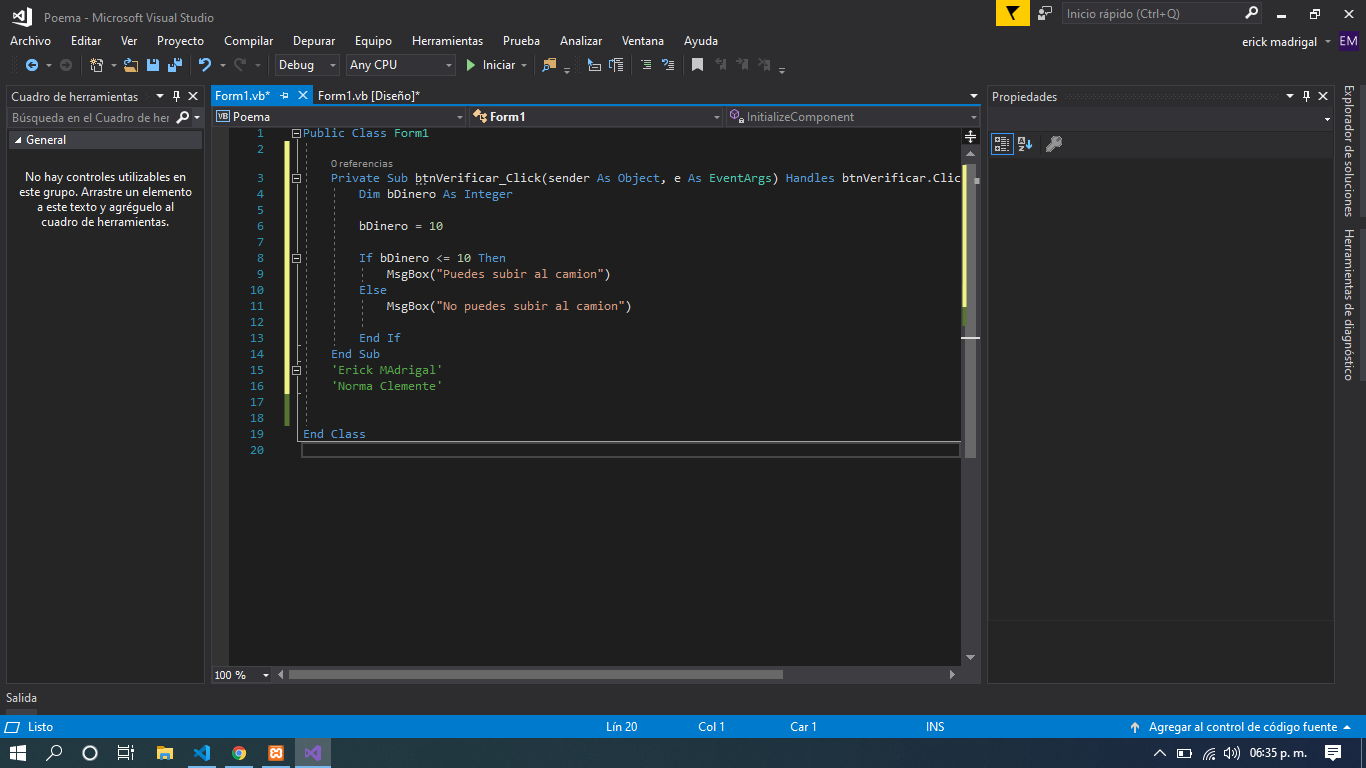 Poema - Microsoft Visual Studio
Inicio rápido (Ctrl+Q)
Archivo Editar Ver Proyecto Compilar Depurar Equipo Herramientas Prueba Analizar Ventana Ayuda
erick madrigal EM
Debug Any CPU Iniciar
Cuadro de herramientas
Búsqueda en el Cuadro de her
General
No hay controles utilizables en
este grupo. Arrastre un elemento
a este texto y agréguelo al
cuadro de herramientas.
Form1.vb* Form1.vb [Diseño]*
VB Poema Form1 InitializeComponent
1 Public Class Form1
2
0 referencias
3 Private Sub btnVerificar_Click(sender As Object, e As EventArgs) Handles btnVerificar.Clic
4 Dim bDinero As Integer
5
6 bDinero = 10
7
8 If bDinero <= 10 Then
9 MsgBox("Puedes subir al camion")
10 Else
11 MsgBox("No puedes subir al camion")
12
13 End If
14 End Sub
15 'Erick MAdrigal'
16 'Norma Clemente'
17
18
19 End Class
20
100 %
Propiedades
Explorador de soluciones
Herramientas de diagnóstico
Salida
Listo Lín 20 Col 1 Car 1 INS Agregar al control de código fuente
06:35 p. m.